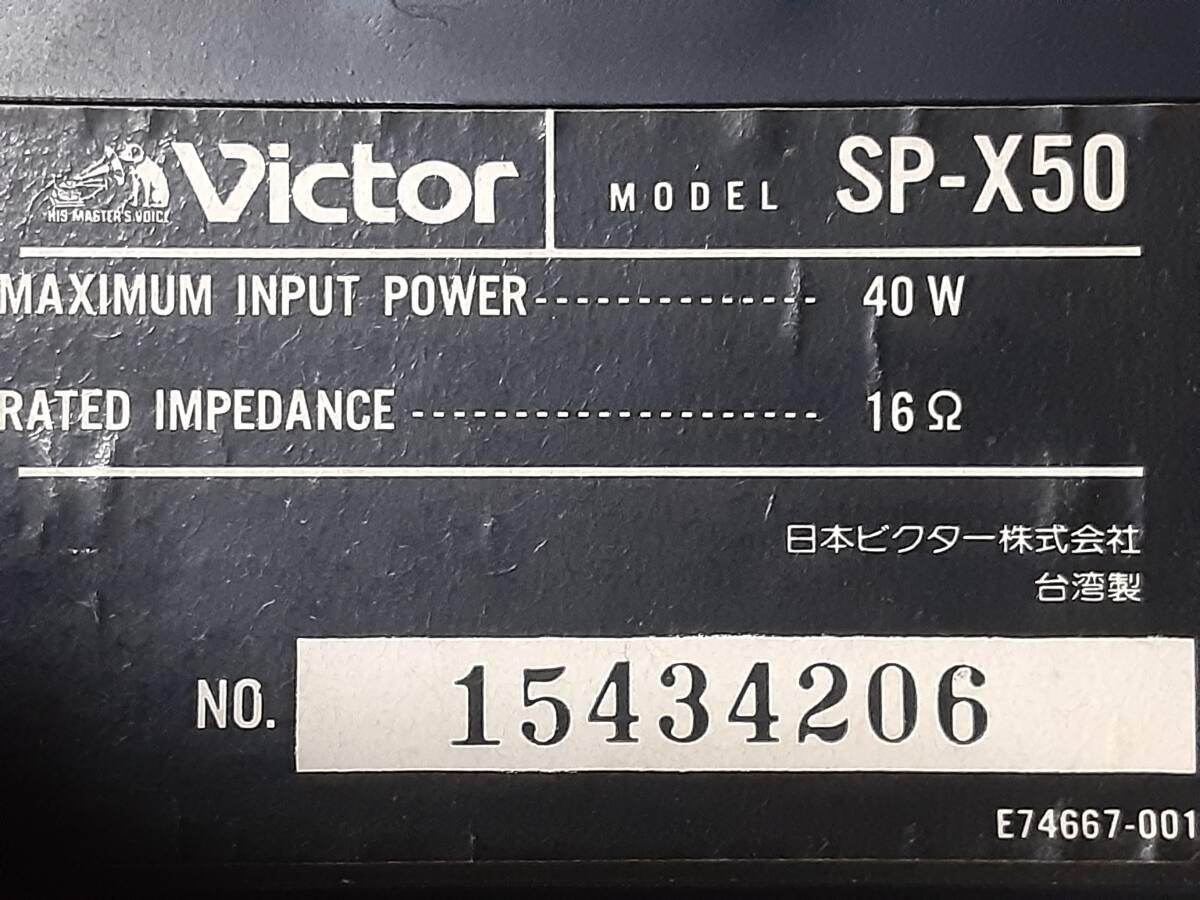 HIS MASTER'S VOICE
Victor
MODEL SP-X50
MAXIMUM INPUT POWER-------------- 40 W
RATED IMPEDANCE -------------------- 16 Ω
日本ビクター株式会社
台湾製
NO. 15434206
E74667-001